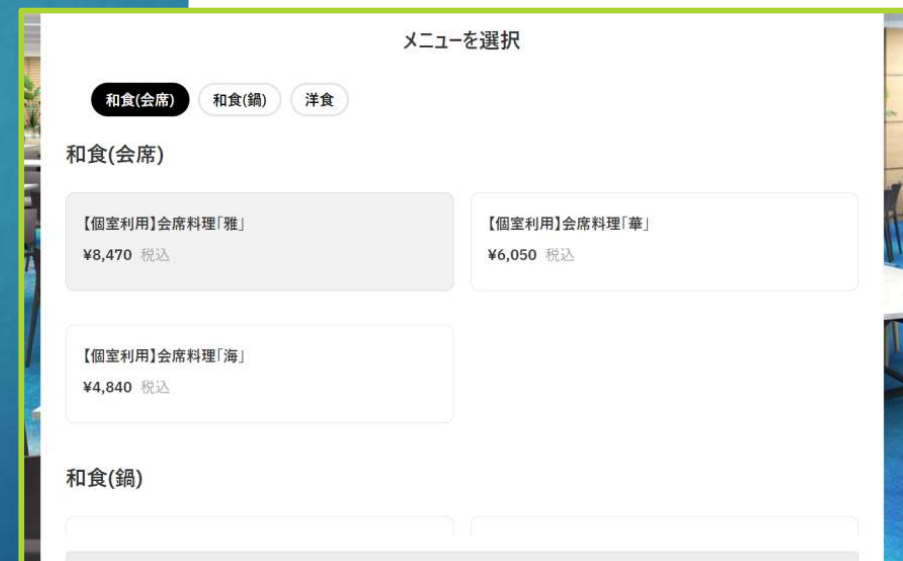 メニューを選択
和食(会席) 和食(鍋) 洋食
和食(会席)
【個室利用】会席料理「雅」
¥8,470 税込
【個室利用】会席料理「華」
¥6,050 税込
【個室利用】会席料理「海」
¥4,840 税込
和食(鍋)